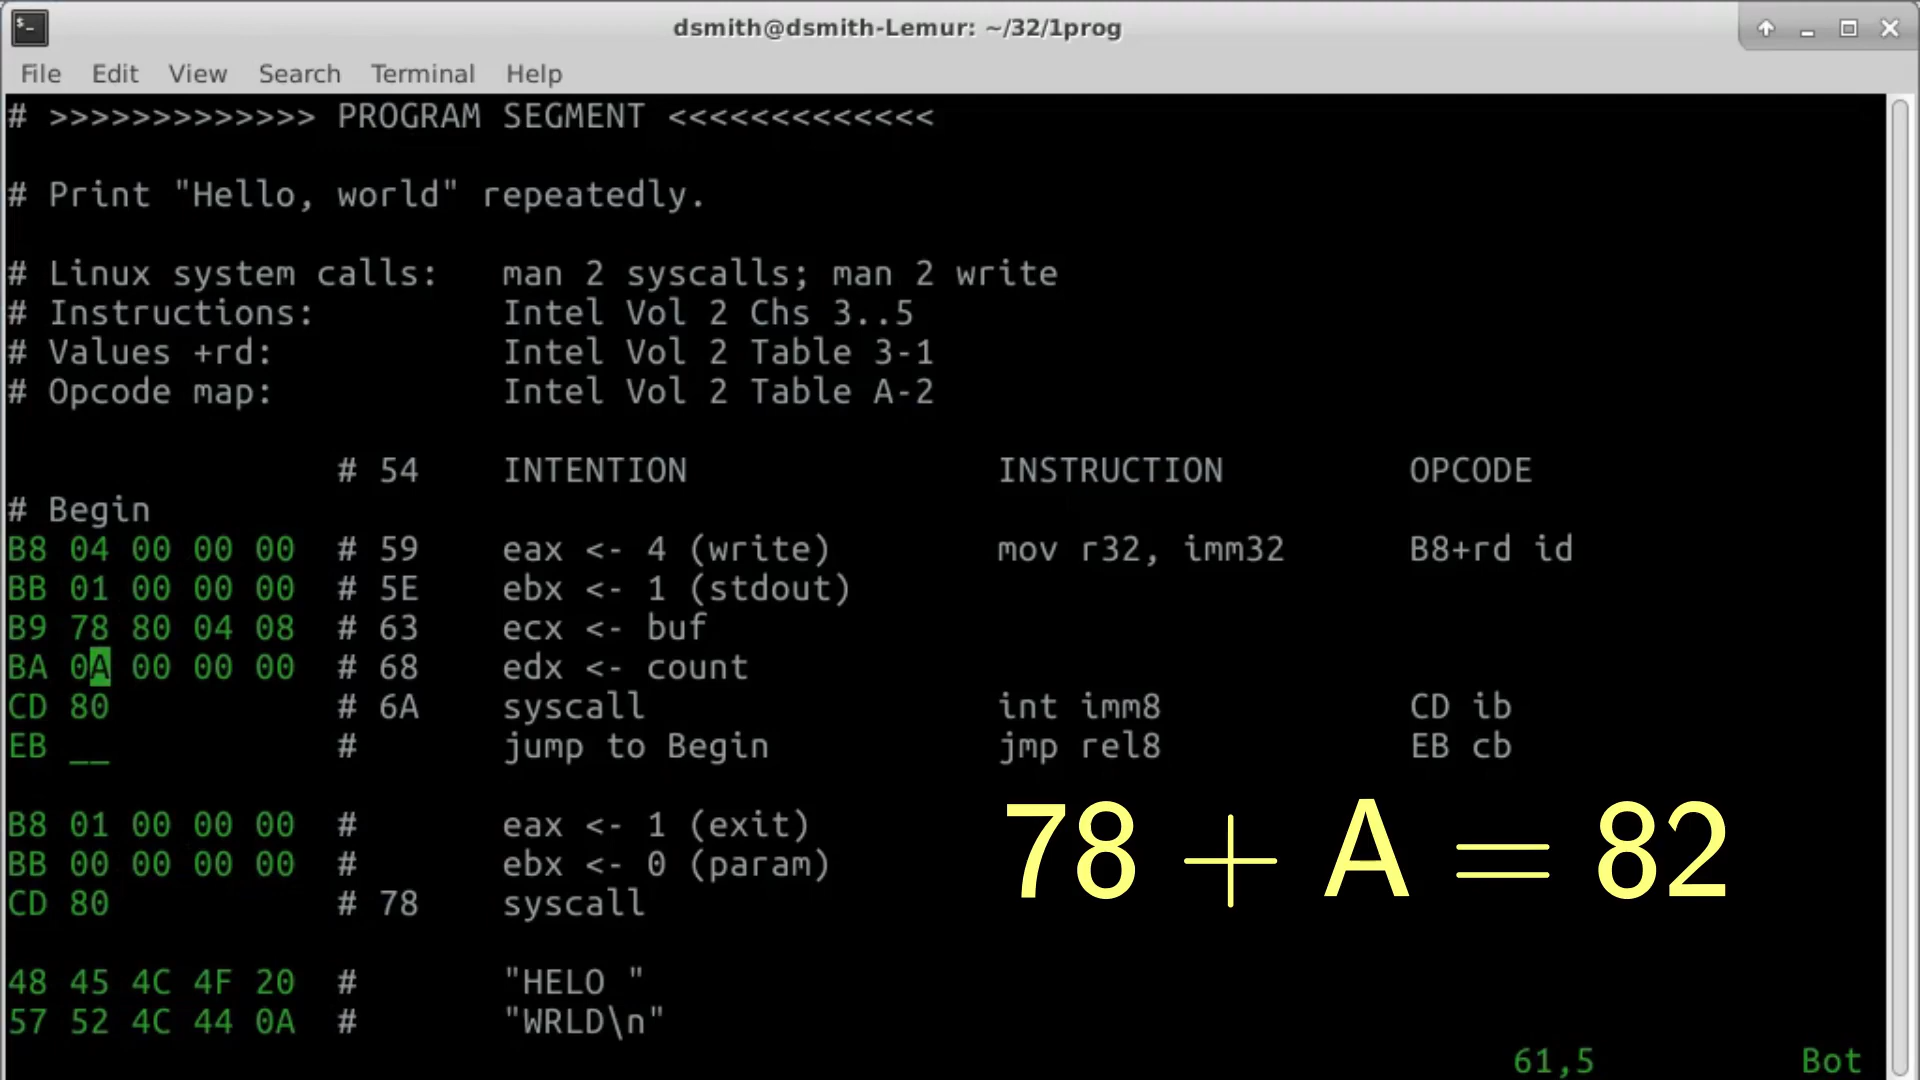 dsmith@dsmith-Lemur: ~/32/1prog
File Edit View Search Terminal Help
# >>>>>>>>>>>>> PROGRAM SEGMENT <<<<<<<<<<<<<
# Print "Hello, world" repeatedly.
# Linux system calls: man 2 syscalls; man 2 write
# Instructions: Intel Vol 2 Chs 3..5
# Values +rd: Intel Vol 2 Table 3-1
# Opcode map: Intel Vol 2 Table A-2
# 54 INTENTION INSTRUCTION OPCODE
# Begin
B8 04 00 00 00 # 59 eax <- 4 (write) mov r32, imm32 B8+rd id
BB 01 00 00 00 # 5E ebx <- 1 (stdout)
B9 78 80 04 08 # 63 ecx <- buf
BA 0A 00 00 00 # 68 edx <- count
CD 80 # 6A syscall int imm8 CD ib
EB __ # jump to Begin jmp rel8 EB cb
B8 01 00 00 00 # eax <- 1 (exit)
BB 00 00 00 00 # ebx <- 0 (param)
CD 80 # 78 syscall
78 + A = 82
48 45 4C 4F 20 # "HELO "
57 52 4C 44 0A # "WRLD\n"
61,5 Bot